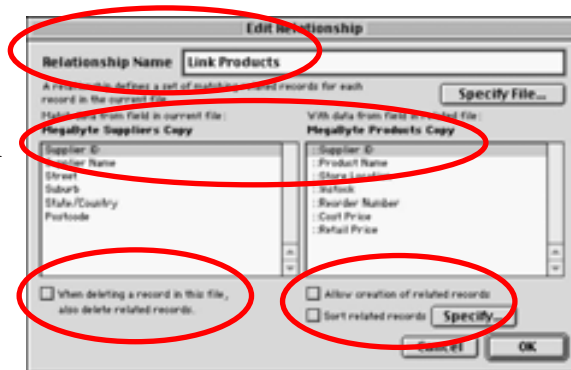 Edit Relationship
Relationship Name Link Products
A relationship defines a set of matching related records for each
record in the current file.
Specify File...
Match data from field in current file:
MegaByte Suppliers Copy
With data from field in related file:
MegaByte Products Copy
Supplier ID
Supplier Name
Street
Suburb
State/Country
Postcode
::Supplier ID
::Product Name
::Store Location
::Instock
::Reorder Number
::Cost Price
::Retail Price
When deleting a record in this file,
also delete related records.
Allow creation of related records
Sort related records Specify...
Cancel OK